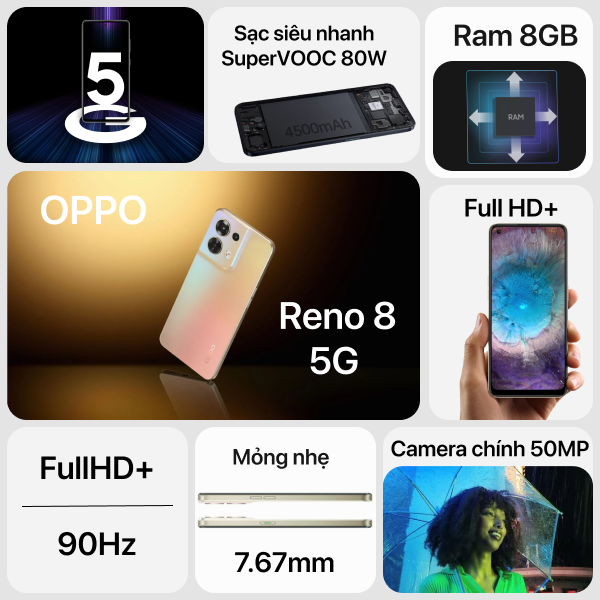 5
G
Sạc siêu nhanh
SuperVOOC 80W
4500mAh
Ram 8GB
RAM
OPPO
Reno 8
5G
Full HD+
FullHD+
90Hz
Mỏng nhẹ
7.67mm
Camera chính 50MP